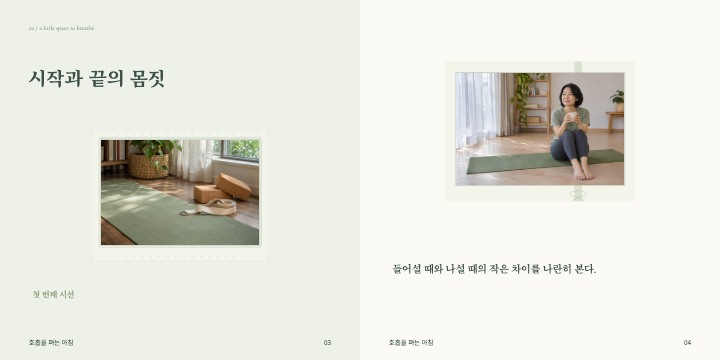 02 / a little space to breathe
시작과 끝의 몸짓
첫 번째 시선
호흡을 펴는 아침
03
들어설 때와 나설 때의 작은 차이를 나란히 본다.
호흡을 펴는 아침
04